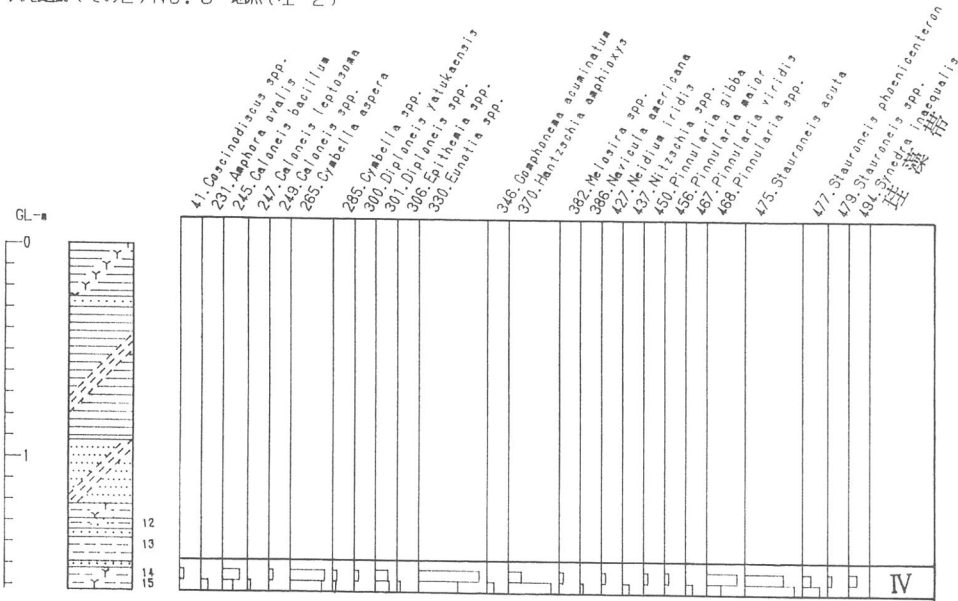 No.
41. Coscinodiscus spp.
231. Amphora ovalis
245. Caloneis bacillum
247. Caloneis leptosoma
249. Caloneis spp.
265. Cymbella aspera
285. Cymbella spp.
300. Diploneis yatukaensis
301. Diploneis spp.
306. Epithemia spp.
330. Eunotia spp.
346. Gomphonema acuminatum
370. Hantzschia amphioxys
382. Melosira spp.
386. Navicula americana
427. Neidium iridis
437. Nitzschia spp.
450. Pinnularia gibba
456. Pinnularia maior
467. Pinnularia viridis
468. Pinnularia spp.
475. Stauroneis acuta
477. Stauroneis phoenicenteron
479. Stauroneis spp.
494. Synedra inaequalis
珪藻帯
GL-m
0
1
12
13
14
15
IV